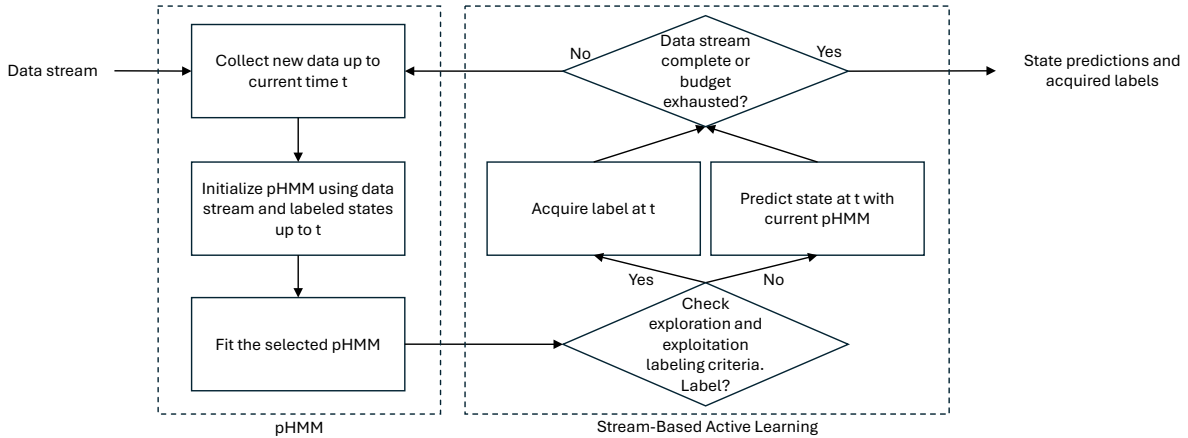 Data stream
Collect new data up to
current time t
Initialize pHMM using data
stream and labeled states
up to t
Fit the selected pHMM
pHMM
No
Data stream
complete or
budget
exhausted?
Yes
State predictions and
acquired labels
Acquire label at t
Predict state at t with
current pHMM
Yes
No
Check
exploration and
exploitation
labeling criteria.
Label?
Stream-Based Active Learning